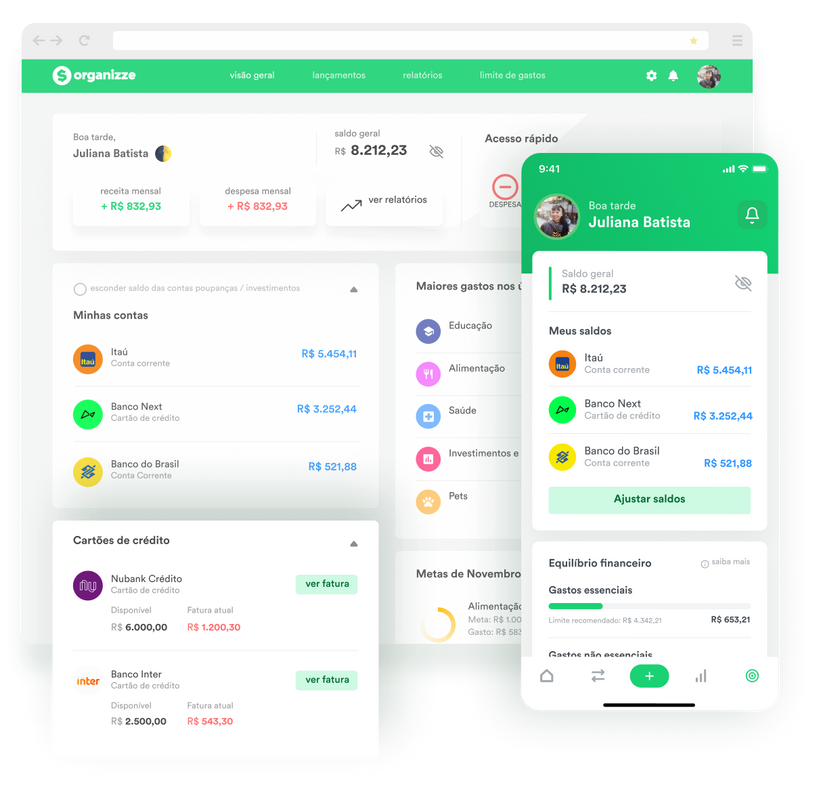 organizze
visão geral
lançamentos
relatórios
limite de gastos
Boa tarde,
Juliana Batista
saldo geral
R$ 8.212,23
receita mensal
+ R$ 832,93
despesa mensal
+ R$ 832,93
ver relatórios
Acesso rápido
DESPESA
esconder saldo das contas poupanças / investimentos
Minhas contas
Itaú
Itaú
Conta corrente
R$ 5.454,11
Banco Next
Cartão de crédito
R$ 3.252,44
Banco do Brasil
Conta Corrente
R$ 521,88
Cartões de crédito
nu
Nubank Crédito
Cartão de crédito
ver fatura
Disponível
Fatura atual
R$ 6.000,00
R$ 1.200,30
inter
Banco Inter
Cartão de crédito
ver fatura
Disponível
Fatura atual
R$ 2.500,00
R$ 543,30
Maiores gastos nos ú
Educação
Alimentação
Saúde
Investimentos e
Pets
Metas de Novembro
Alimentação
Meta: R$ 1.00
Gasto: R$ 583
9:41
Boa tarde
Juliana Batista
Saldo geral
R$ 8.212,23
Meus saldos
Itaú
Itaú
Conta corrente
R$ 5.454,11
Banco Next
Cartão de crédito
R$ 3.252,44
Banco do Brasil
Conta corrente
R$ 521,88
Ajustar saldos
Equilíbrio financeiro
saiba mais
Gastos essenciais
Limite recomendado: R$ 4.342,21
R$ 653,21
Gastos não essenciais